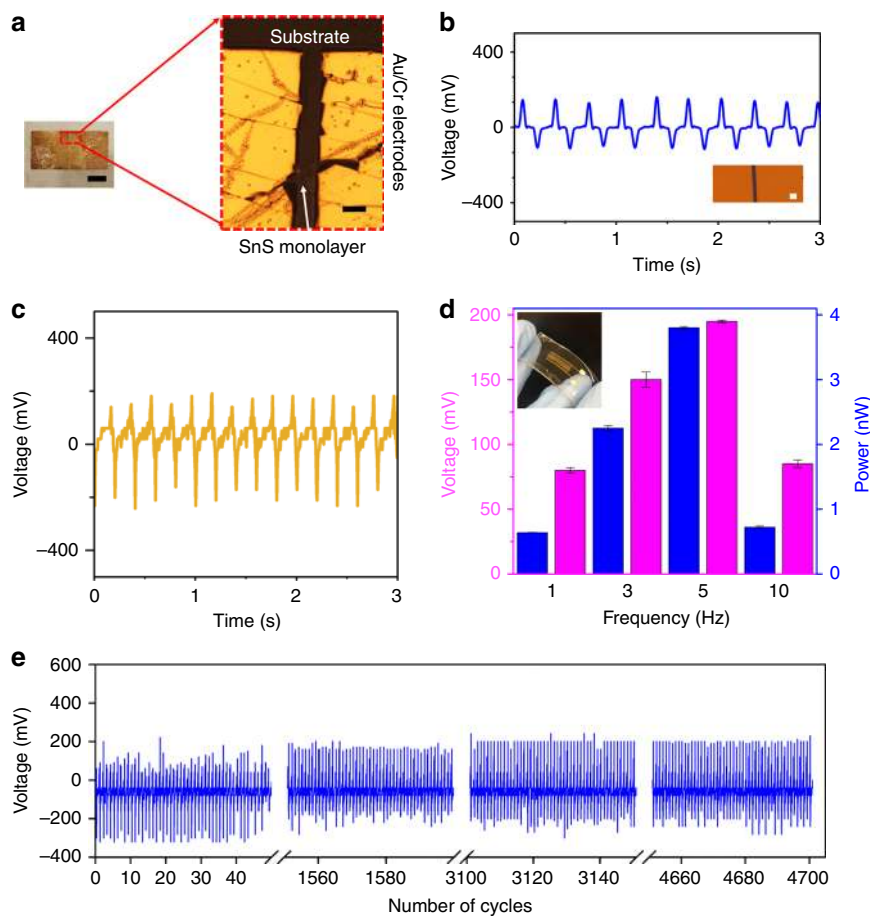 a
Substrate
Au/Cr electrodes
SnS monolayer
b
400
0
−400
Voltage (mV)
0 1 2 3
Time (s)
c
400
0
−400
Voltage (mV)
0 1 2 3
Time (s)
d
200
150
100
50
0
Voltage (mV)
4
3
2
1
0
Power (nW)
1 3 5 10
Frequency (Hz)
e
600
400
200
0
−200
−400
Voltage (mV)
0 10 20 30 40 1560 1580 3100 3120 3140 4660 4680 4700
Number of cycles